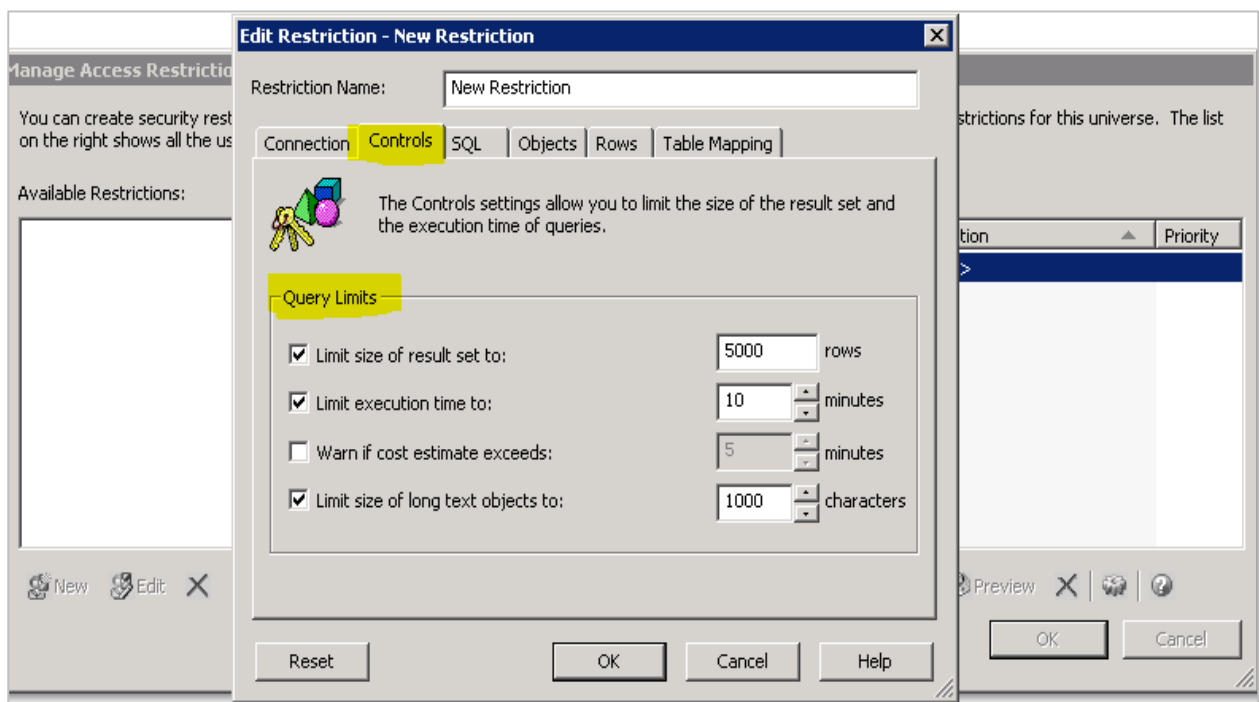 Edit Restriction - New Restriction
Manage Access Restrictio
Restriction Name: New Restriction
You can create security rest
strictions for this universe. The list
on the right shows all the us
Connection Controls SQL Objects Rows Table Mapping
Available Restrictions:
The Controls settings allow you to limit the size of the result set and
the execution time of queries.
tion Priority
>
Query Limits
Limit size of result set to: 5000 rows
Limit execution time to: 10 minutes
Warn if cost estimate exceeds: 5 minutes
Limit size of long text objects to: 1000 characters
New Edit
Preview
OK Cancel
Reset OK Cancel Help